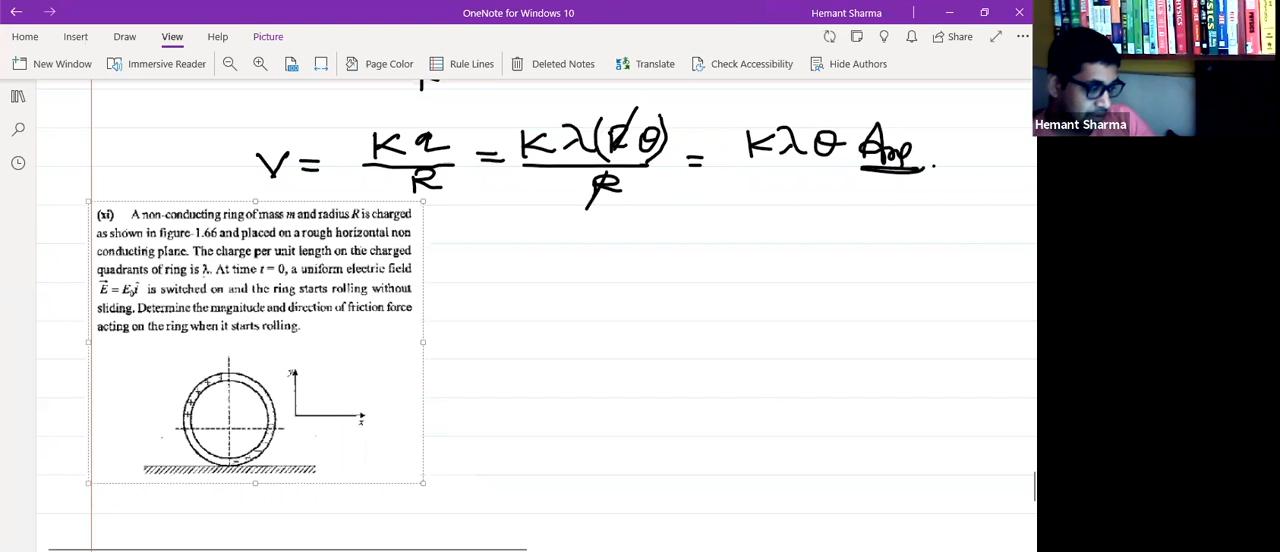 OneNote for Windows 10
Hemant Sharma
Home Insert Draw View Help Picture
Share
New Window Immersive Reader Page Color Rule Lines Deleted Notes Translate Check Accessibility Hide Authors
Hemant Sharma
V = Kq/R = Kλ(Rθ)/R = Kλθ Ans.
(xi) A non-conducting ring of mass m and radius R is charged
as shown in figure-1.66 and placed on a rough horizontal non
conducting plane. The charge per unit length on the charged
quadrants of ring is λ. At time t = 0, a uniform electric field
E⃗ = E₀î is switched on and the ring starts rolling without
sliding. Determine the magnitude and direction of friction force
acting on the ring when it starts rolling.
y
x